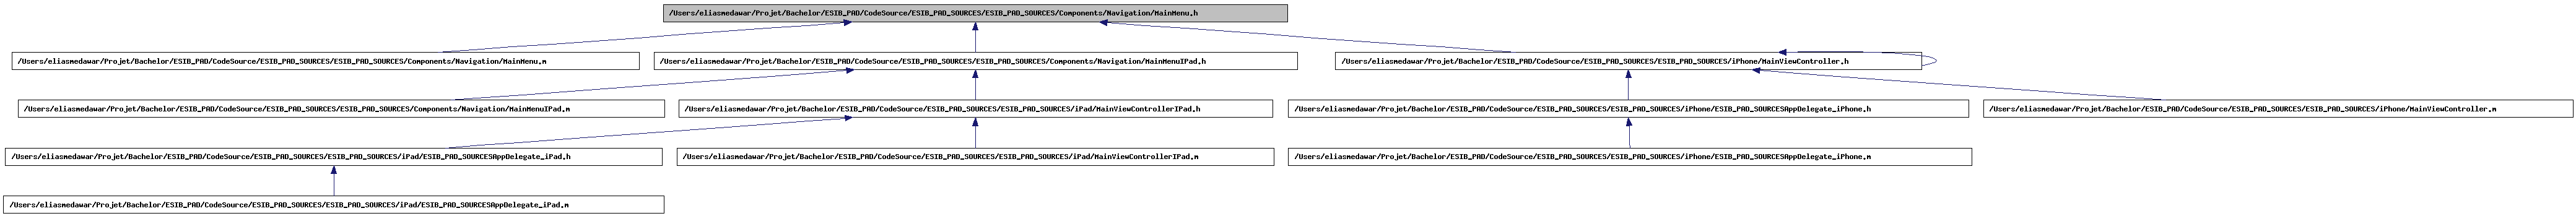 /Users/eliasmedawar/Projet/Bachelor/ESIB_PAD/CodeSource/ESIB_PAD_SOURCES/ESIB_PAD_SOURCES/Components/Navigation/MainMenu.h
/Users/eliasmedawar/Projet/Bachelor/ESIB_PAD/CodeSource/ESIB_PAD_SOURCES/ESIB_PAD_SOURCES/Components/Navigation/MainMenu.m
/Users/eliasmedawar/Projet/Bachelor/ESIB_PAD/CodeSource/ESIB_PAD_SOURCES/ESIB_PAD_SOURCES/Components/Navigation/MainMenuIPad.h
/Users/eliasmedawar/Projet/Bachelor/ESIB_PAD/CodeSource/ESIB_PAD_SOURCES/ESIB_PAD_SOURCES/iPhone/MainViewController.h
/Users/eliasmedawar/Projet/Bachelor/ESIB_PAD/CodeSource/ESIB_PAD_SOURCES/ESIB_PAD_SOURCES/Components/Navigation/MainMenuIPad.m
/Users/eliasmedawar/Projet/Bachelor/ESIB_PAD/CodeSource/ESIB_PAD_SOURCES/ESIB_PAD_SOURCES/iPad/MainViewControllerIPad.h
/Users/eliasmedawar/Projet/Bachelor/ESIB_PAD/CodeSource/ESIB_PAD_SOURCES/ESIB_PAD_SOURCES/iPhone/ESIB_PAD_SOURCESAppDelegate_iPhone.h
/Users/eliasmedawar/Projet/Bachelor/ESIB_PAD/CodeSource/ESIB_PAD_SOURCES/ESIB_PAD_SOURCES/iPhone/MainViewController.m
/Users/eliasmedawar/Projet/Bachelor/ESIB_PAD/CodeSource/ESIB_PAD_SOURCES/ESIB_PAD_SOURCES/iPad/ESIB_PAD_SOURCESAppDelegate_iPad.h
/Users/eliasmedawar/Projet/Bachelor/ESIB_PAD/CodeSource/ESIB_PAD_SOURCES/ESIB_PAD_SOURCES/iPad/MainViewControllerIPad.m
/Users/eliasmedawar/Projet/Bachelor/ESIB_PAD/CodeSource/ESIB_PAD_SOURCES/ESIB_PAD_SOURCES/iPhone/ESIB_PAD_SOURCESAppDelegate_iPhone.m
/Users/eliasmedawar/Projet/Bachelor/ESIB_PAD/CodeSource/ESIB_PAD_SOURCES/ESIB_PAD_SOURCES/iPad/ESIB_PAD_SOURCESAppDelegate_iPad.m